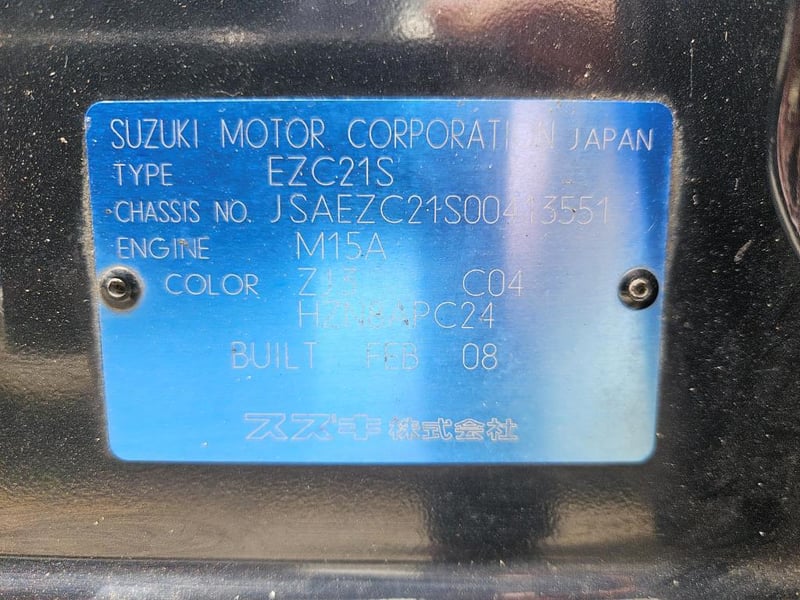 SUZUKI MOTOR CORPORATION JAPAN
TYPE EZC21S
CHASSIS NO. JSAEZC21S00413551
ENGINE M15A
COLOR ZJ3 C04
BUILT FEB 08
スズキ株式会社